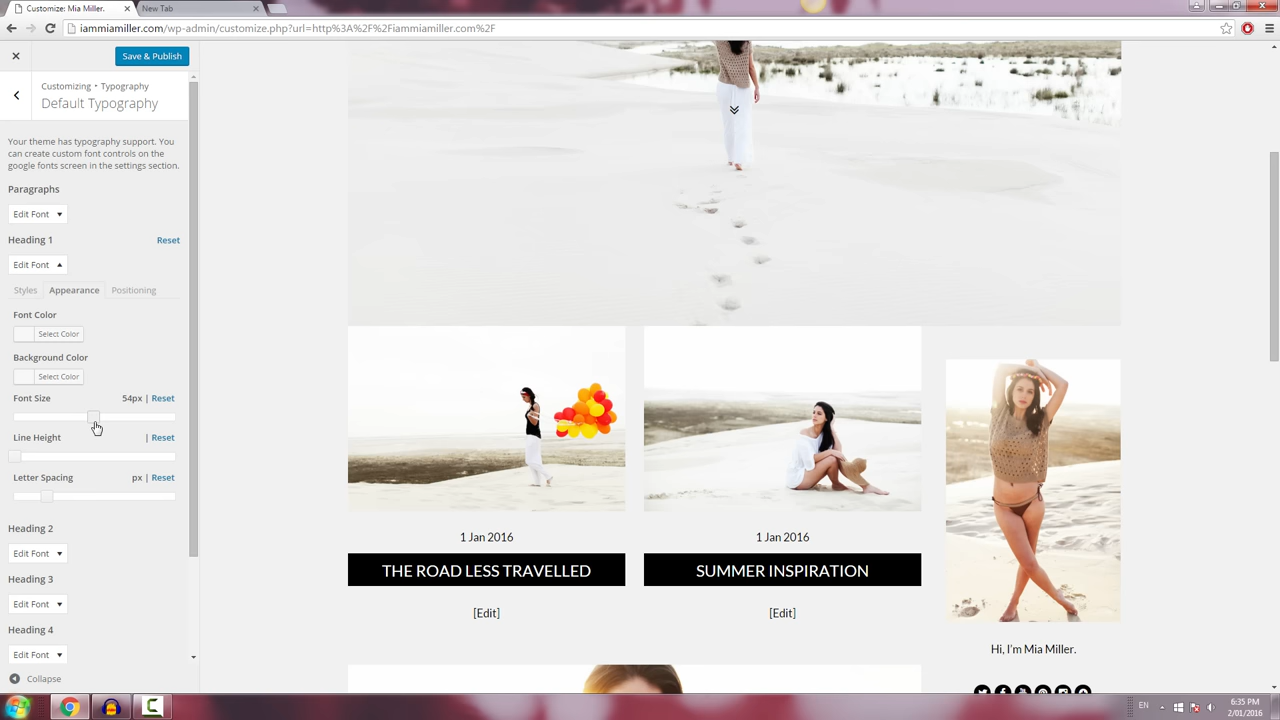 Customize: Mia Miller.
New Tab
iammiamiller.com/wp-admin/customize.php?url=http%3A%2F%2Fiammiamiller.com%2F
Save & Publish
Customizing ‣ Typography
Default Typography
Your theme has typography support. You
can create custom font controls on the
google fonts screen in the settings section.
Paragraphs
Edit Font
Heading 1 Reset
Edit Font
Styles Appearance Positioning
Font Color
Select Color
Background Color
Select Color
Font Size 54px | Reset
Line Height | Reset
Letter Spacing px | Reset
Heading 2
Edit Font
Heading 3
Edit Font
Heading 4
Edit Font
Collapse
1 Jan 2016
THE ROAD LESS TRAVELLED
[Edit]
1 Jan 2016
SUMMER INSPIRATION
[Edit]
Hi, I'm Mia Miller.
EN
6:35 PM
2/01/2016